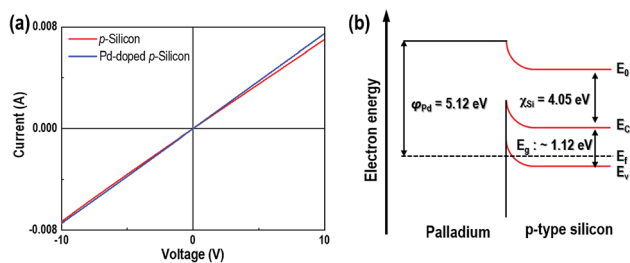 (a)
0.008
p-Silicon
Pd-doped p-Silicon
Current (A)
0.000
-0.008
-10
0
10
Voltage (V)
(b)
Electron energy
φPd = 5.12 eV
E0
χSi = 4.05 eV
EC
Eg : ~ 1.12 eV
Ef
Ev
Palladium
p-type silicon